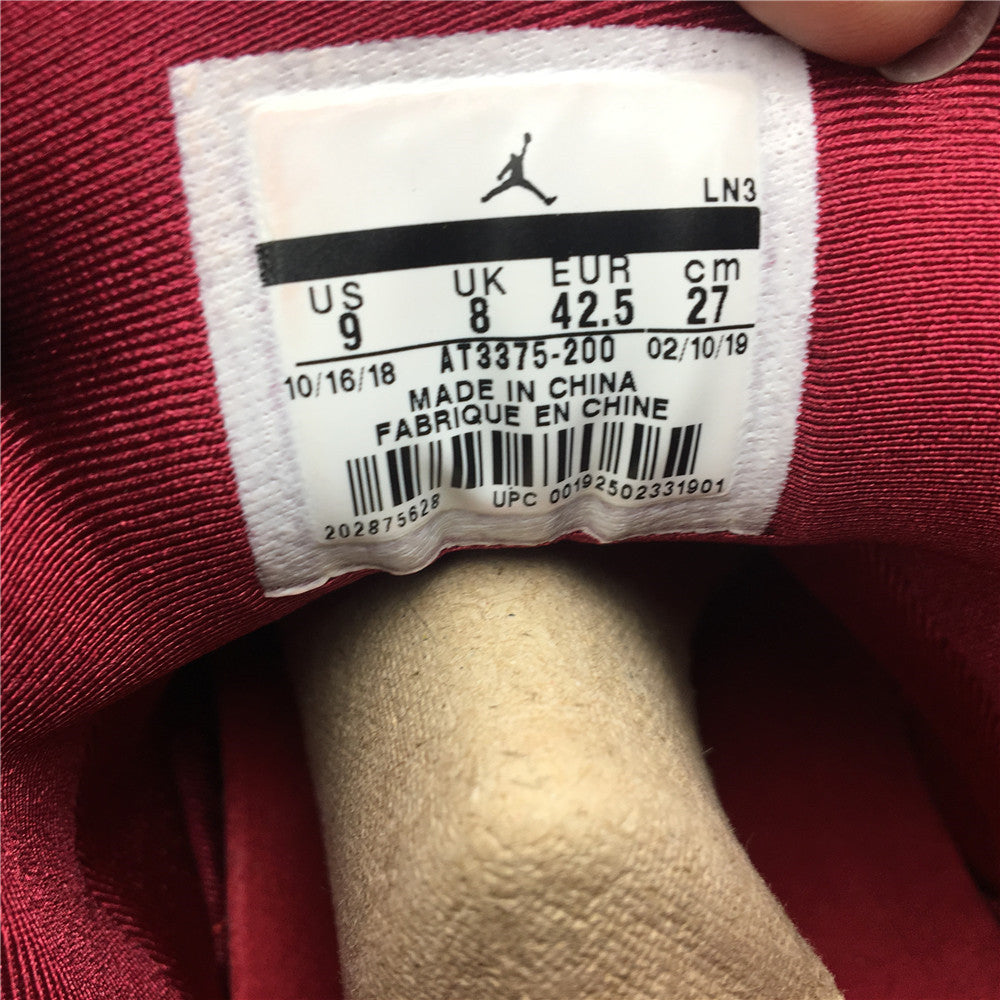 LN3
US UK EUR cm
9 8 42.5 27
10/16/18 AT3375-200 02/10/19
MADE IN CHINA
FABRIQUE EN CHINE
202875628 UPC 00192502331901